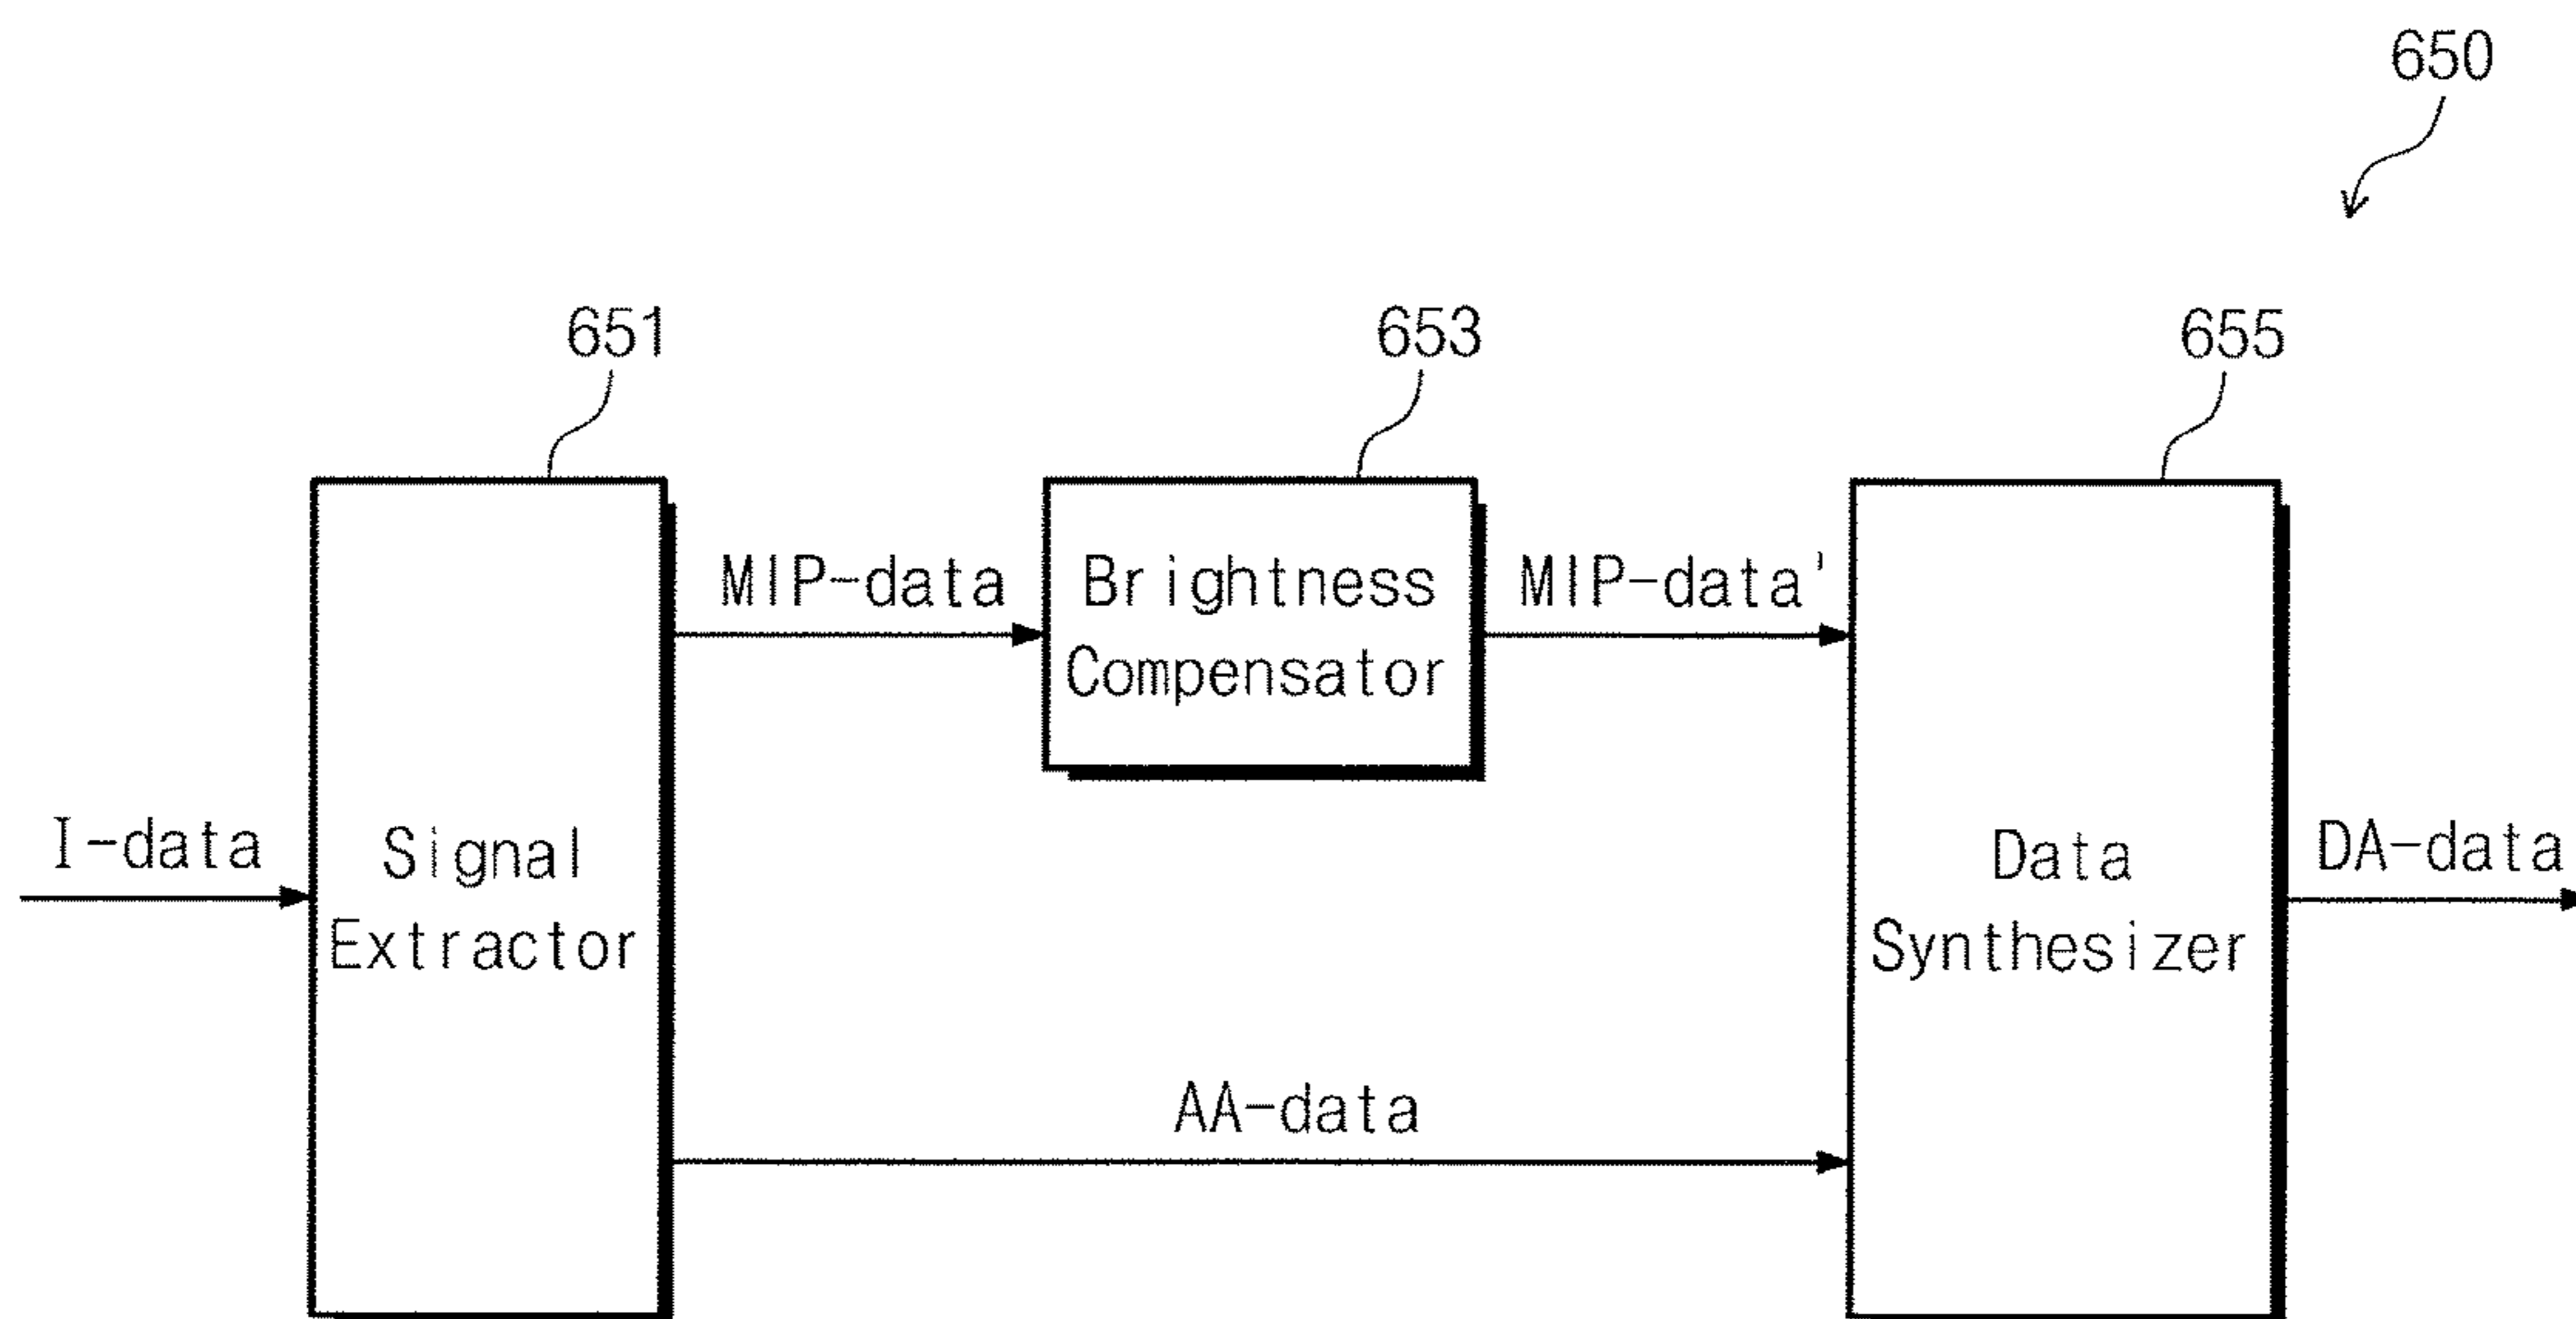 650
651
653
655
MIP-data
Brightness
Compensator
MIP-data'
I-data
Signal
Extractor
Data
Synthesizer
DA-data
AA-data